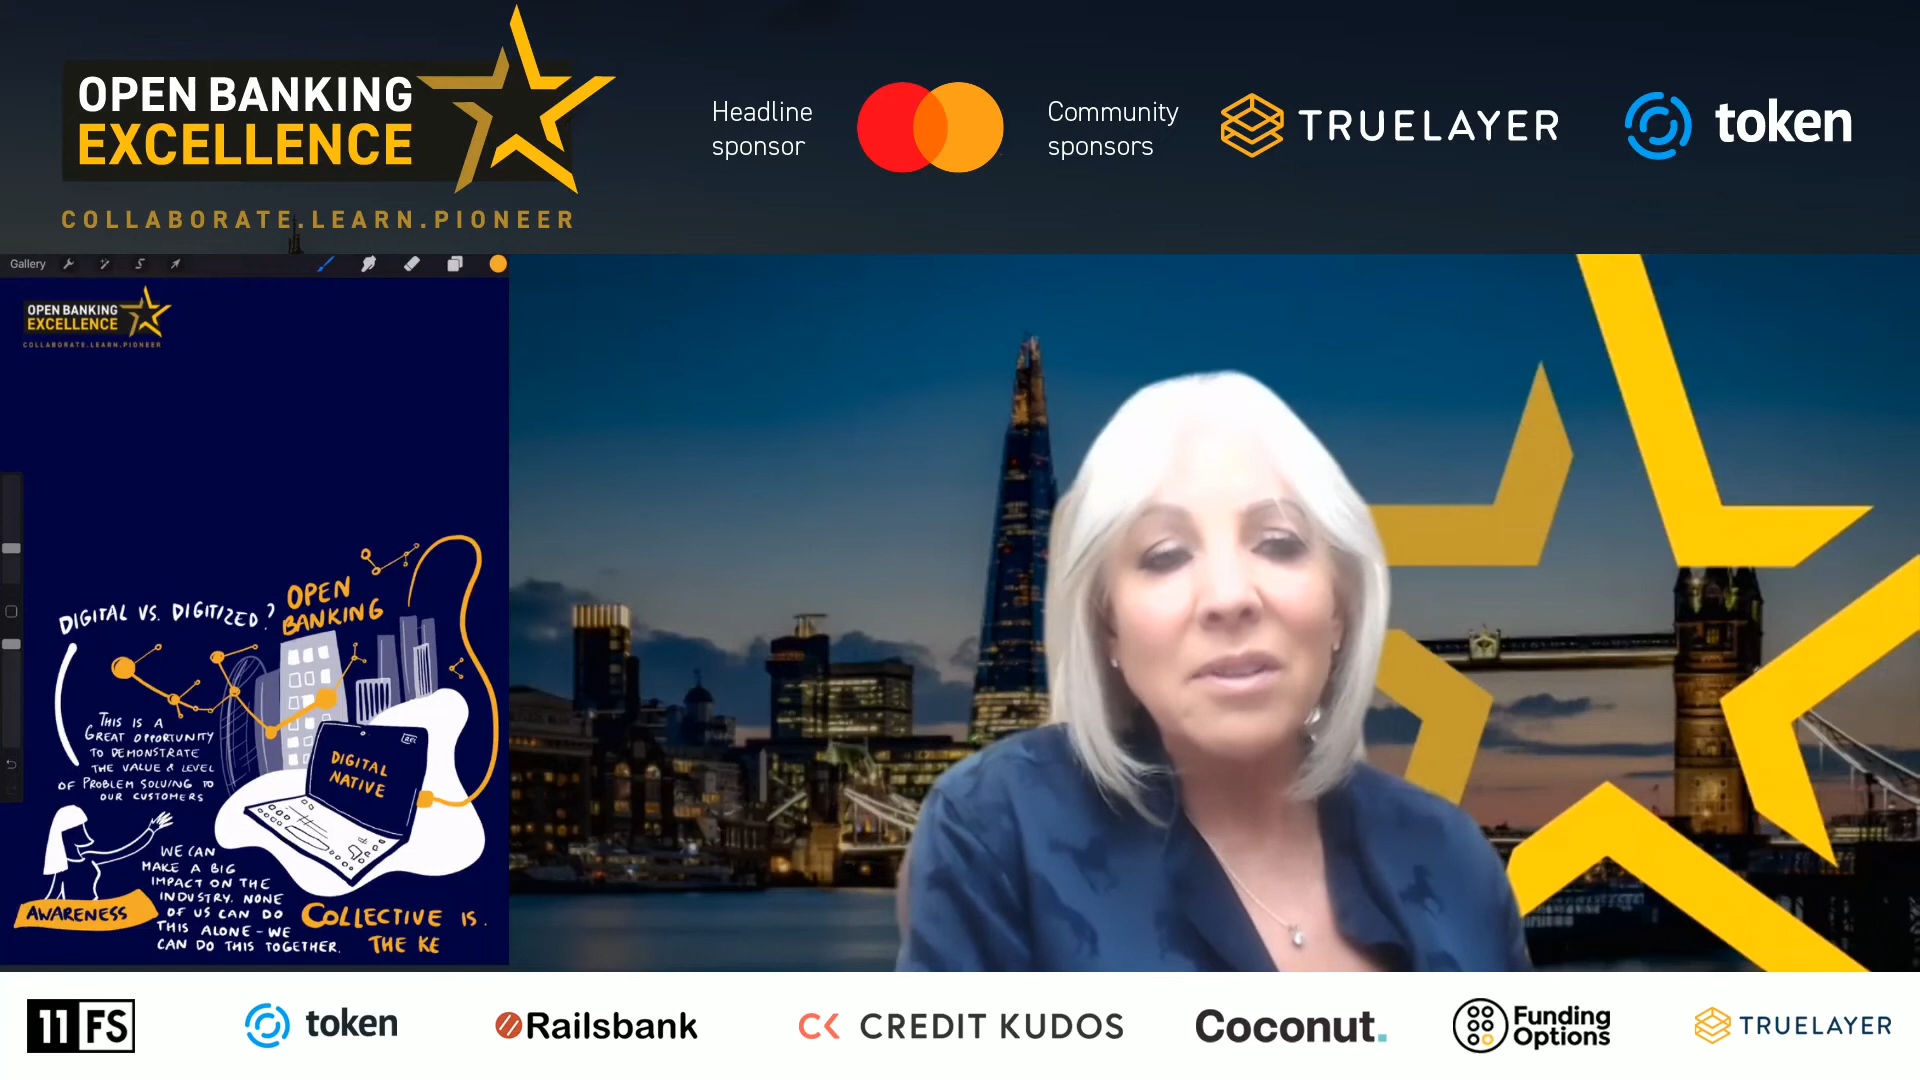 OPEN BANKING
EXCELLENCE
COLLABORATE.LEARN.PIONEER
Headline
sponsor
Community
sponsors
TRUELAYER
token
Gallery
OPEN BANKING
EXCELLENCE
COLLABORATE.LEARN.PIONEER
DIGITAL VS. DIGITIZED?
OPEN
BANKING
THIS IS A
GREAT OPPORTUNITY
TO DEMONSTRATE
THE VALUE & LEVEL
OF PROBLEM SOLVING TO
OUR CUSTOMERS
DIGITAL
NATIVE
WE CAN
MAKE A BIG
IMPACT ON THE
INDUSTRY. NONE
OF US CAN DO
THIS ALONE - WE
CAN DO THIS TOGETHER.
AWARENESS
COLLECTIVE IS.
THE KE
11 FS
token
Railsbank
CK CREDIT KUDOS
Coconut.
Funding
Options
TRUELAYER